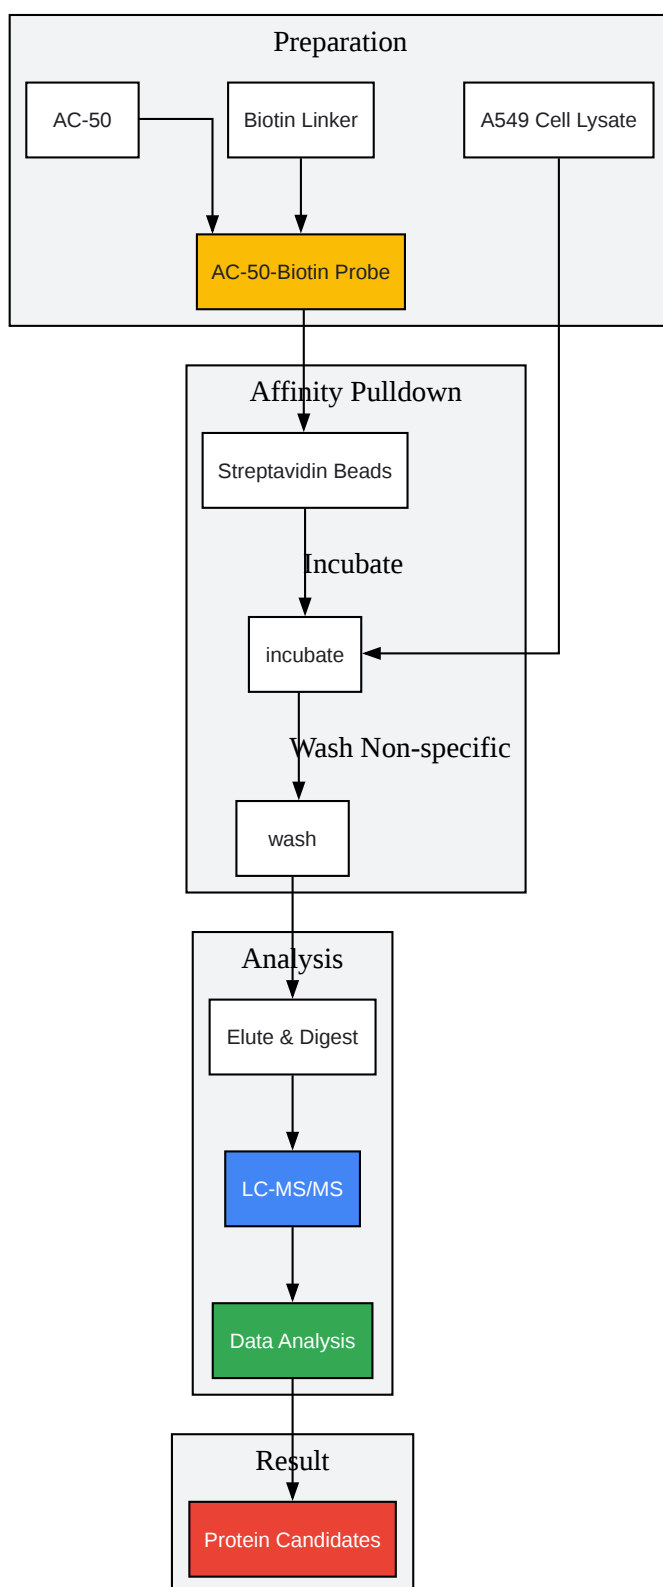 Preparation
AC-50
Biotin Linker
A549 Cell Lysate
AC-50-Biotin Probe
Affinity Pulldown
Streptavidin Beads
Incubate
incubate
Wash Non-specific
wash
Analysis
Elute & Digest
LC-MS/MS
Data Analysis
Result
Protein Candidates